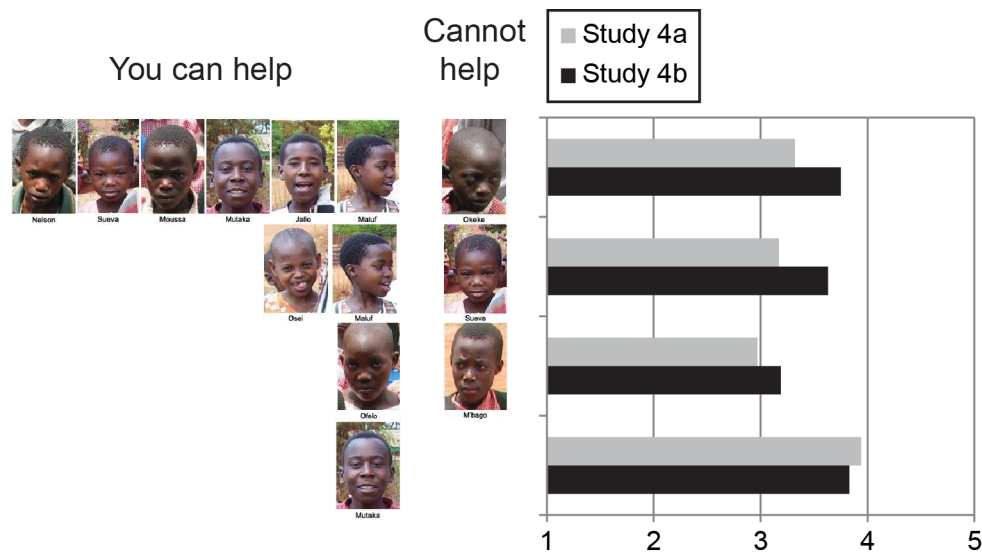 You can help
Cannot
help
Study 4a
Study 4b
Nelson
Sueva
Moussa
Mutaka
Jallo
Maluf
Okeke
Osei
Maluf
Sueva
Ofelo
M'bago
Mutaka
1 2 3 4 5